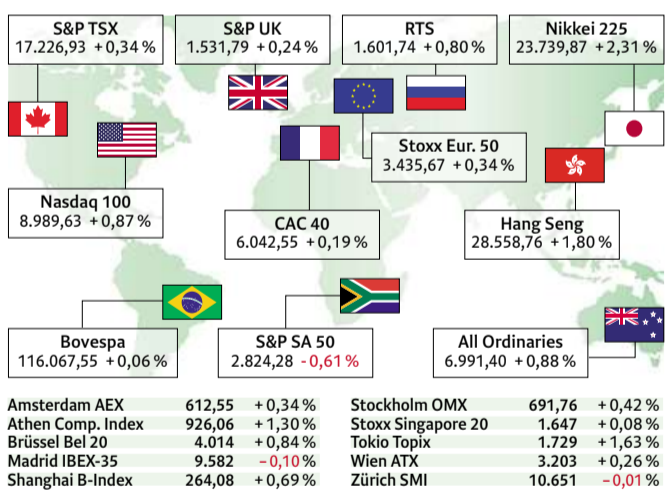 S&P TSX
17.226,93 +0,34 %
S&P UK
1.531,79 +0,24 %
RTS
1.601,74 +0,80 %
Nikkei 225
23.739,87 +2,31 %
Stoxx Eur. 50
3.435,67 +0,34 %
Nasdaq 100
8.989,63 +0,87 %
CAC 40
6.042,55 +0,19 %
Hang Seng
28.558,76 +1,80 %
Bovespa
116.067,55 +0,06 %
S&P SA 50
2.824,28 -0,61 %
All Ordinaries
6.991,40 +0,88 %
Amsterdam AEX 612,55 +0,34 %
Athen Comp. Index 926,06 +1,30 %
Brüssel Bel 20 4.014 +0,84 %
Madrid IBEX-35 9.582 –0,10 %
Shanghai B-Index 264,08 +0,69 %
Stockholm OMX 691,76 +0,42 %
Stoxx Singapore 20 1.647 +0,08 %
Tokio Topix 1.729 +1,63 %
Wien ATX 3.203 +0,26 %
Zürich SMI 10.651 –0,01 %